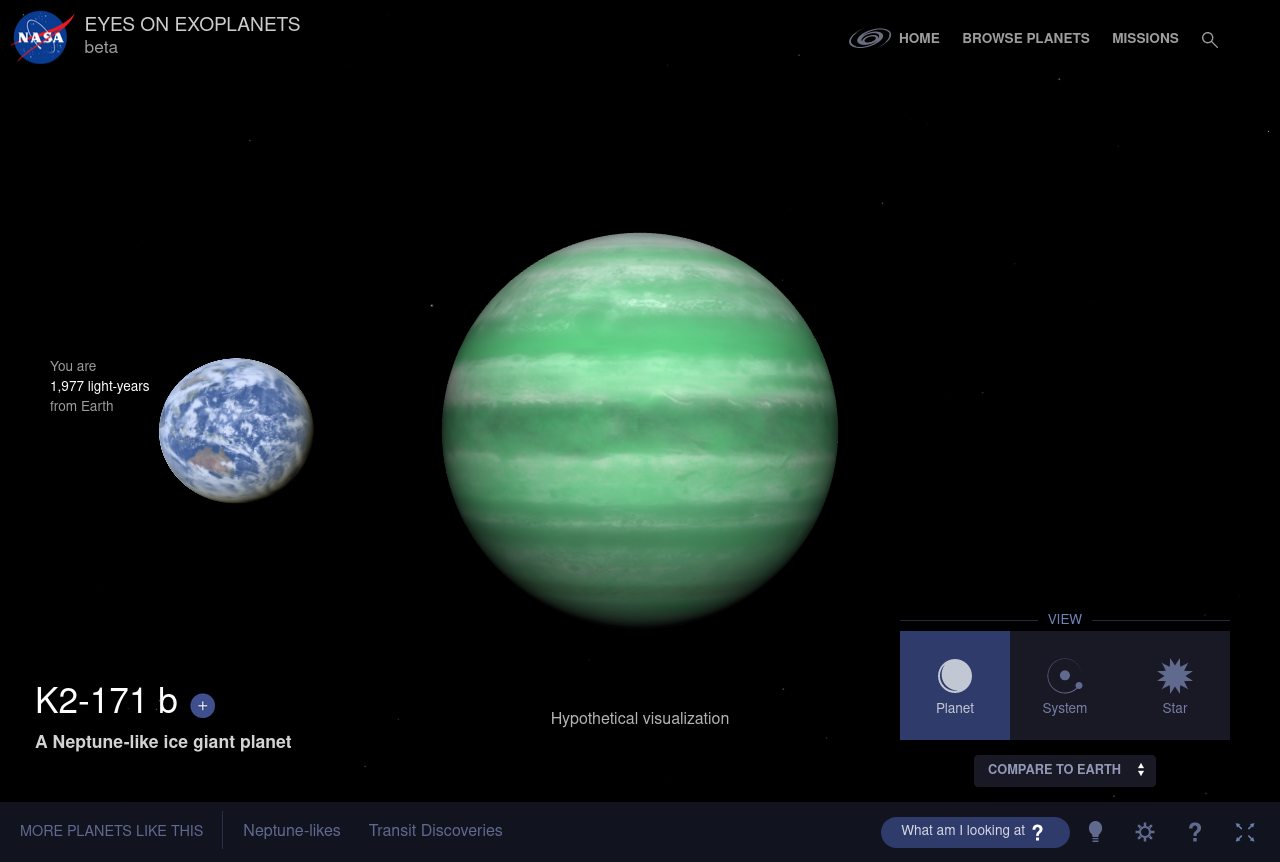 NASA
EYES ON EXOPLANETS
beta
HOME
BROWSE PLANETS
MISSIONS
You are
1,977 light-years
from Earth
VIEW
Planet
System
Star
K2-171 b +
A Neptune-like ice giant planet
Hypothetical visualization
COMPARE TO EARTH
MORE PLANETS LIKE THIS
Neptune-likes
Transit Discoveries
What am I looking at ?
?